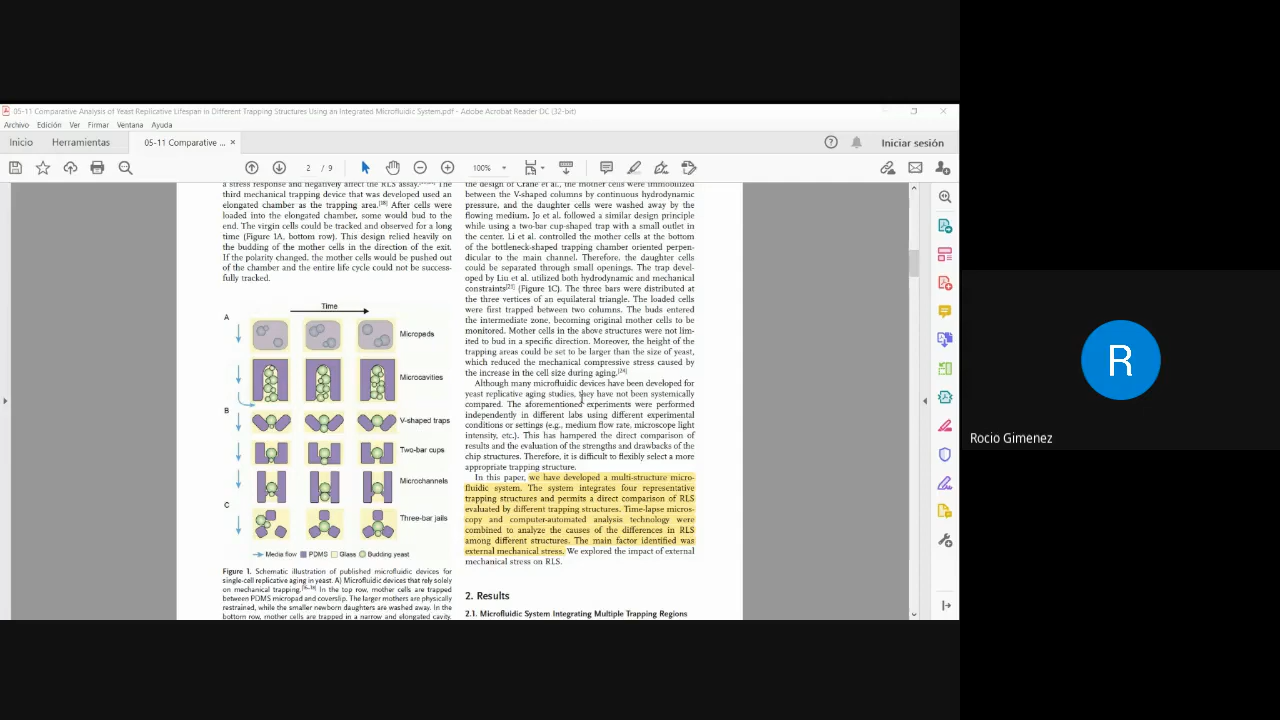 05-11 Comparative Analysis of Yeast Replicative Lifespan in Different Trapping Structures Using an Integrated Microfluidic System.pdf - Adobe Acrobat Reader DC (32-bit)
Archivo Edición Ver Firmar Ventana Ayuda
Inicio Herramientas 05-11 Comparative ... × Iniciar sesión
2 / 9 100%
a stress response and negatively affect the RLS assay. The
third mechanical trapping device that was developed used an
elongated chamber as the trapping area.[18] After cells were
loaded into the elongated chamber, some would bud to the
end. The virgin cells could be tracked and observed for a long
time (Figure 1A, bottom row). This design relied heavily on
the budding of the mother cells in the direction of the exit.
If the polarity changed, the mother cells would be pushed out
of the chamber and the entire life cycle could not be success-
fully tracked.
Time
A
Micropads
Microcavities
B
V-shaped traps
Two-bar cups
Microchannels
C
Three-bar jails
Media flow PDMS Glass Budding yeast
Figure 1. Schematic illustration of published microfluidic devices for
single-cell replicative aging in yeast. A) Microfluidic devices that rely solely
on mechanical trapping.[16–18] In the top row, mother cells are trapped
between PDMS micropad and coverslip. The larger mothers are physically
restrained, while the smaller newborn daughters are washed away. In the
bottom row, mother cells are trapped in a narrow and elongated cavity.
the design of Crane et al., the mother cells were immobilized
between the V-shaped columns by continuous hydrodynamic
pressure, and the daughter cells were washed away by the
flowing medium. Jo et al. followed a similar design principle
while using a two-bar cup-shaped trap with a small outlet in
the center. Li et al. controlled the mother cells at the bottom
of the bottleneck-shaped trapping chamber oriented perpen-
dicular to the main channel. Therefore, the daughter cells
could be separated through small openings. The trap devel-
oped by Liu et al. utilized both hydrodynamic and mechanical
constraints[23] (Figure 1C). The three bars were distributed at
the three vertices of an equilateral triangle. The loaded cells
were first trapped between two columns. The buds entered
the intermediate zone, becoming original mother cells to be
monitored. Mother cells in the above structures were not lim-
ited to bud in a specific direction. Moreover, the height of the
trapping areas could be set to be larger than the size of yeast,
which reduced the mechanical compressive stress caused by
the increase in the cell size during aging.[24]
Although many microfluidic devices have been developed for
yeast replicative aging studies, they have not been systemically
compared. The aforementioned experiments were performed
independently in different labs using different experimental
conditions or settings (e.g., medium flow rate, microscope light
intensity, etc.). This has hampered the direct comparison of
results and the evaluation of the strengths and drawbacks of the
chip structures. Therefore, it is difficult to flexibly select a more
appropriate trapping structure.
In this paper, we have developed a multi-structure micro-
fluidic system. The system integrates four representative
trapping structures and permits a direct comparison of RLS
evaluated by different trapping structures. Time-lapse micros-
copy and computer-automated analysis technology were
combined to analyze the causes of the differences in RLS
among different structures. The main factor identified was
external mechanical stress. We explored the impact of external
mechanical stress on RLS.
2. Results
2.1. Microfluidic System Integrating Multiple Trapping Regions
R
Rocio Gimenez